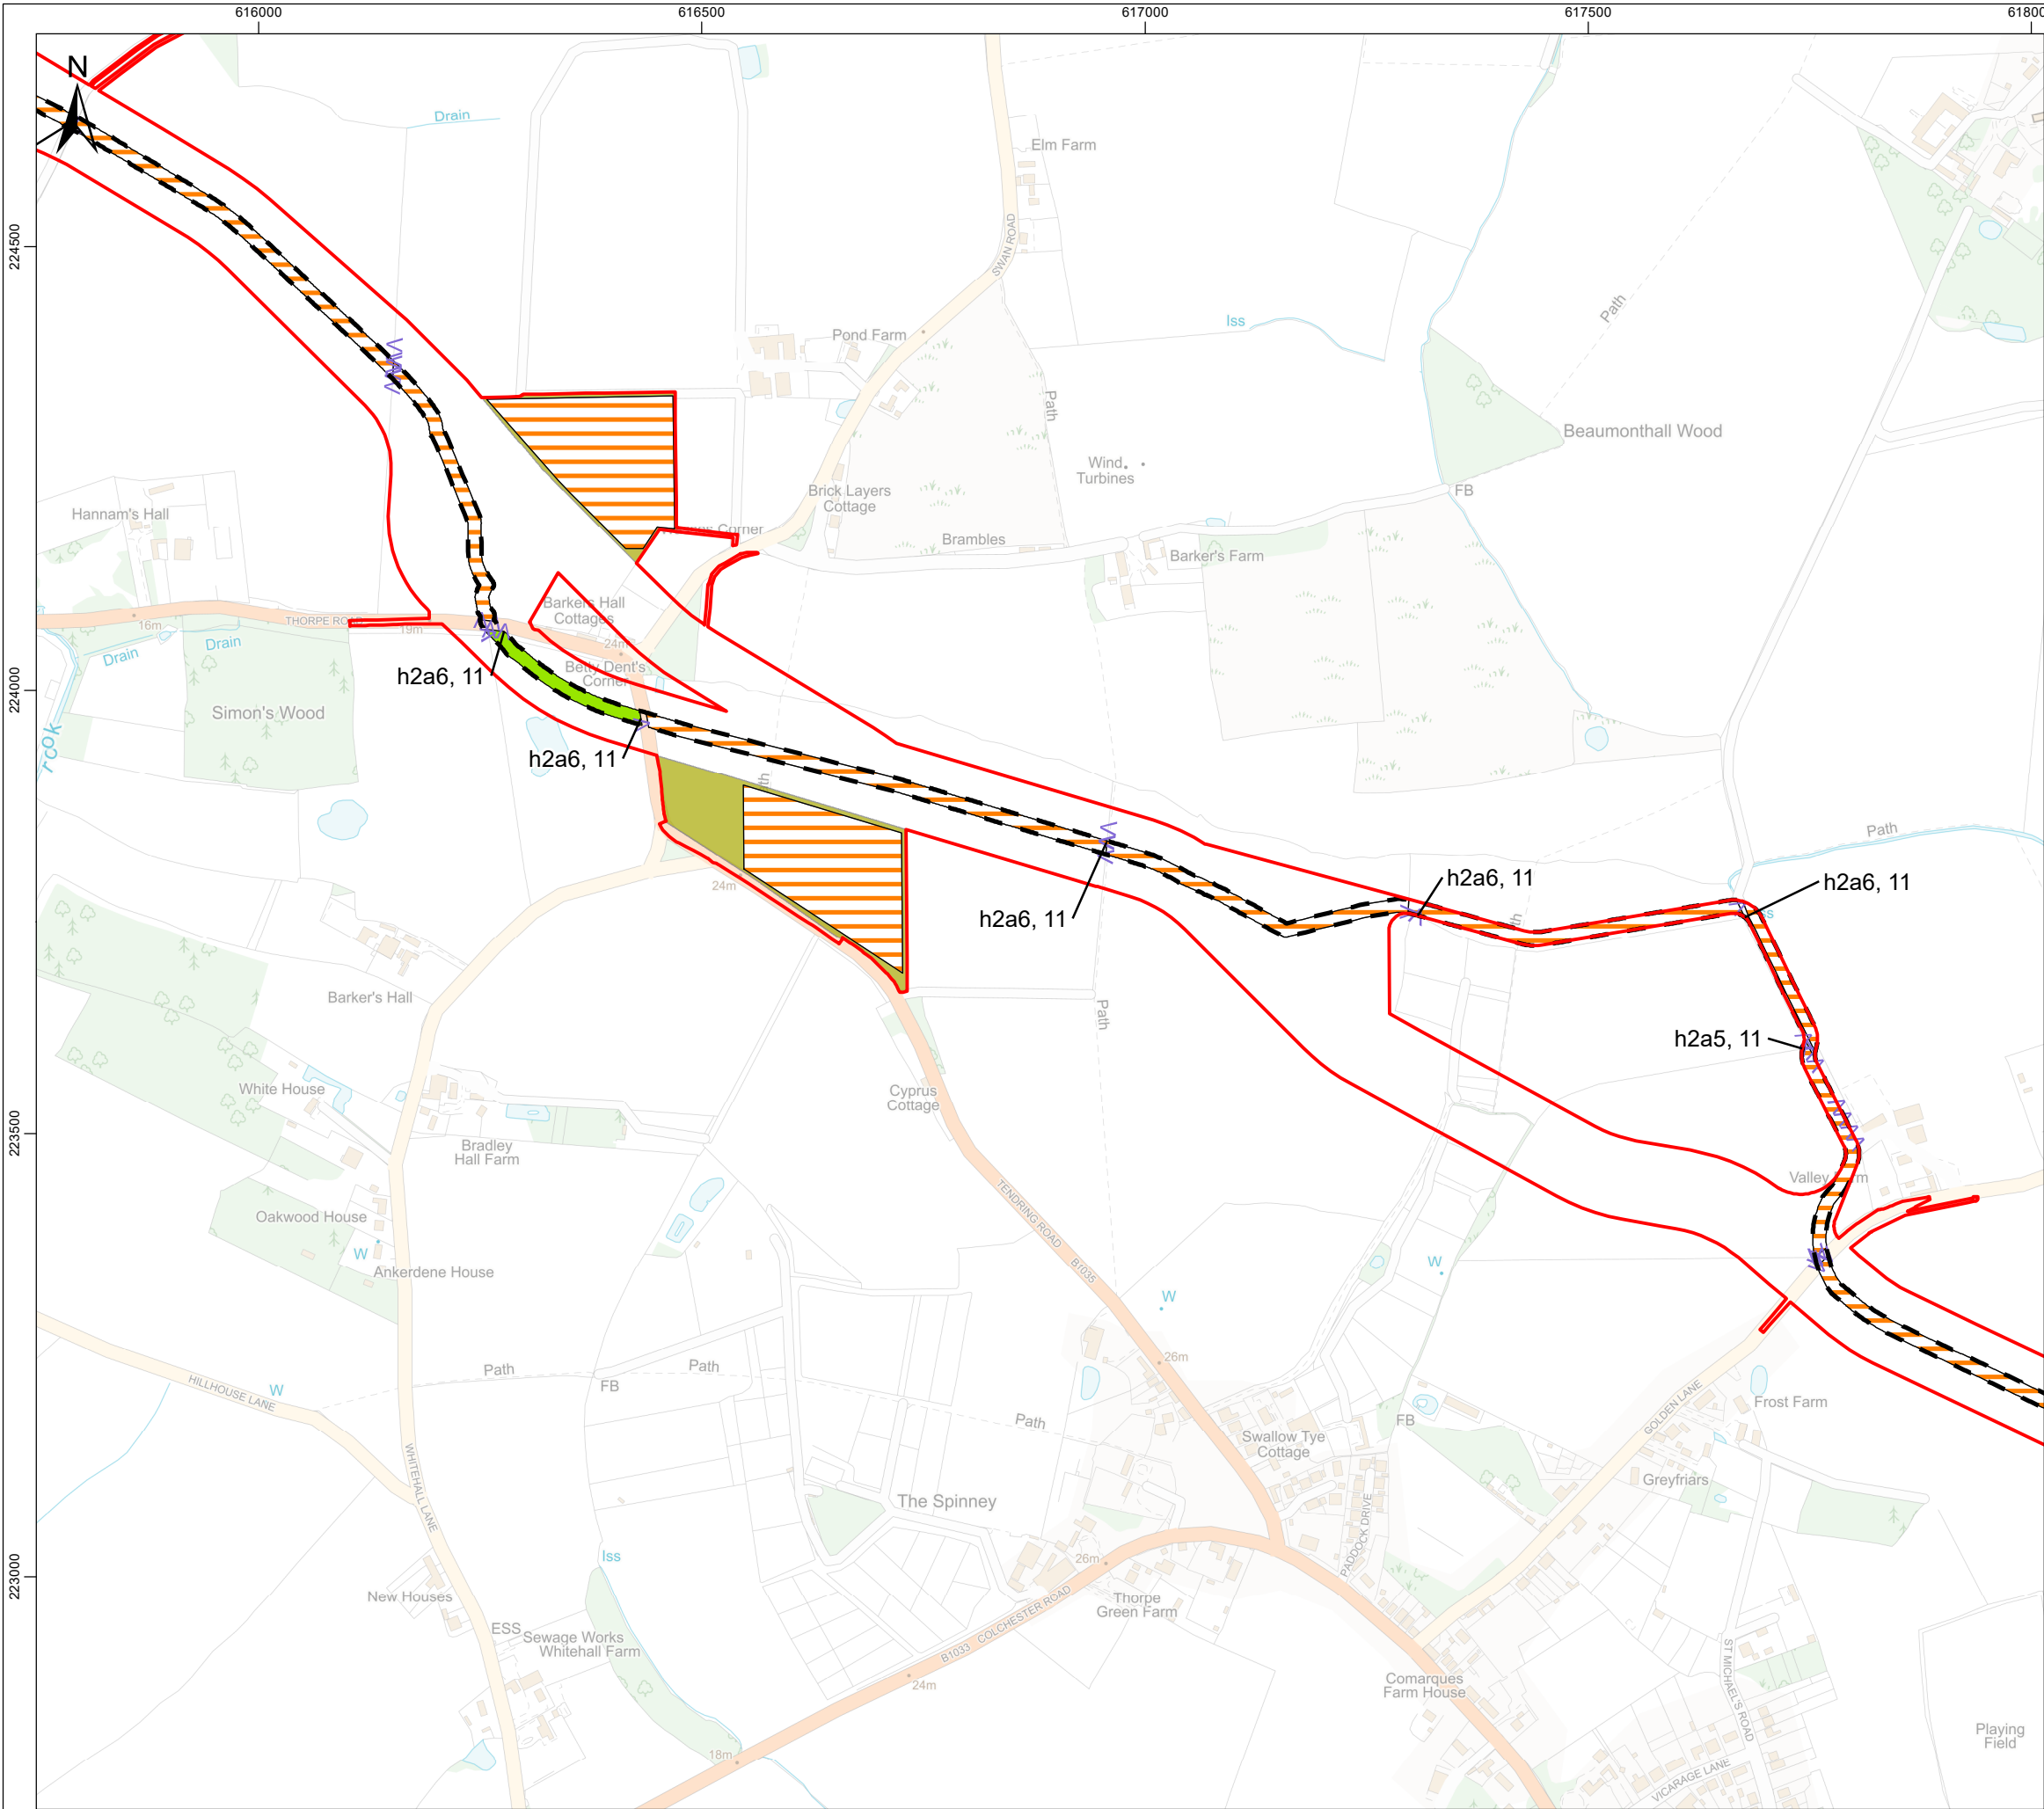 616000
616500
617000
617500
N
Drain
Elm Farm
224500
SWAN ROAD
Iss
Path
Pond Farm
Path
Beaumonthall Wood
Wind
Turbines
Brick Layers
Cottage
FB
Hannam's Hall
Corner
Brambles
Barker's Farm
Barkers Hall
Cottages
16m
THORPE ROAD
19m
Drain
Drain
24m
Betty Dent's
Corner
h2a6, 11
224000
Simon's Wood
h2a6, 11
Path
24m
h2a6, 11
h2a6, 11
h2a6, 11
Path
Barker's Hall
Path
h2a5, 11
White House
Cyprus
Cottage
223500
Bradley
Hall Farm
Valley Farm
TENDRING ROAD
B1035
Oakwood House
W
Ankerdene House
W
W
HILLHOUSE LANE
W
Path
Path
26m
FB
WHITEHALL LANE
Path
FB
Swallow Tye
Cottage
GOLDEN LANE
Frost Farm
Greyfriars
The Spinney
PADDOCK DRIVE
223000
Iss
26m
New Houses
Thorpe
Green Farm
ESS
Sewage Works
Whitehall Farm
B1033 COLCHESTER ROAD
24m
ST MICHAEL'S ROAD
Comarques
Farm House
18m
Playing
Field
VICARAGE LANE